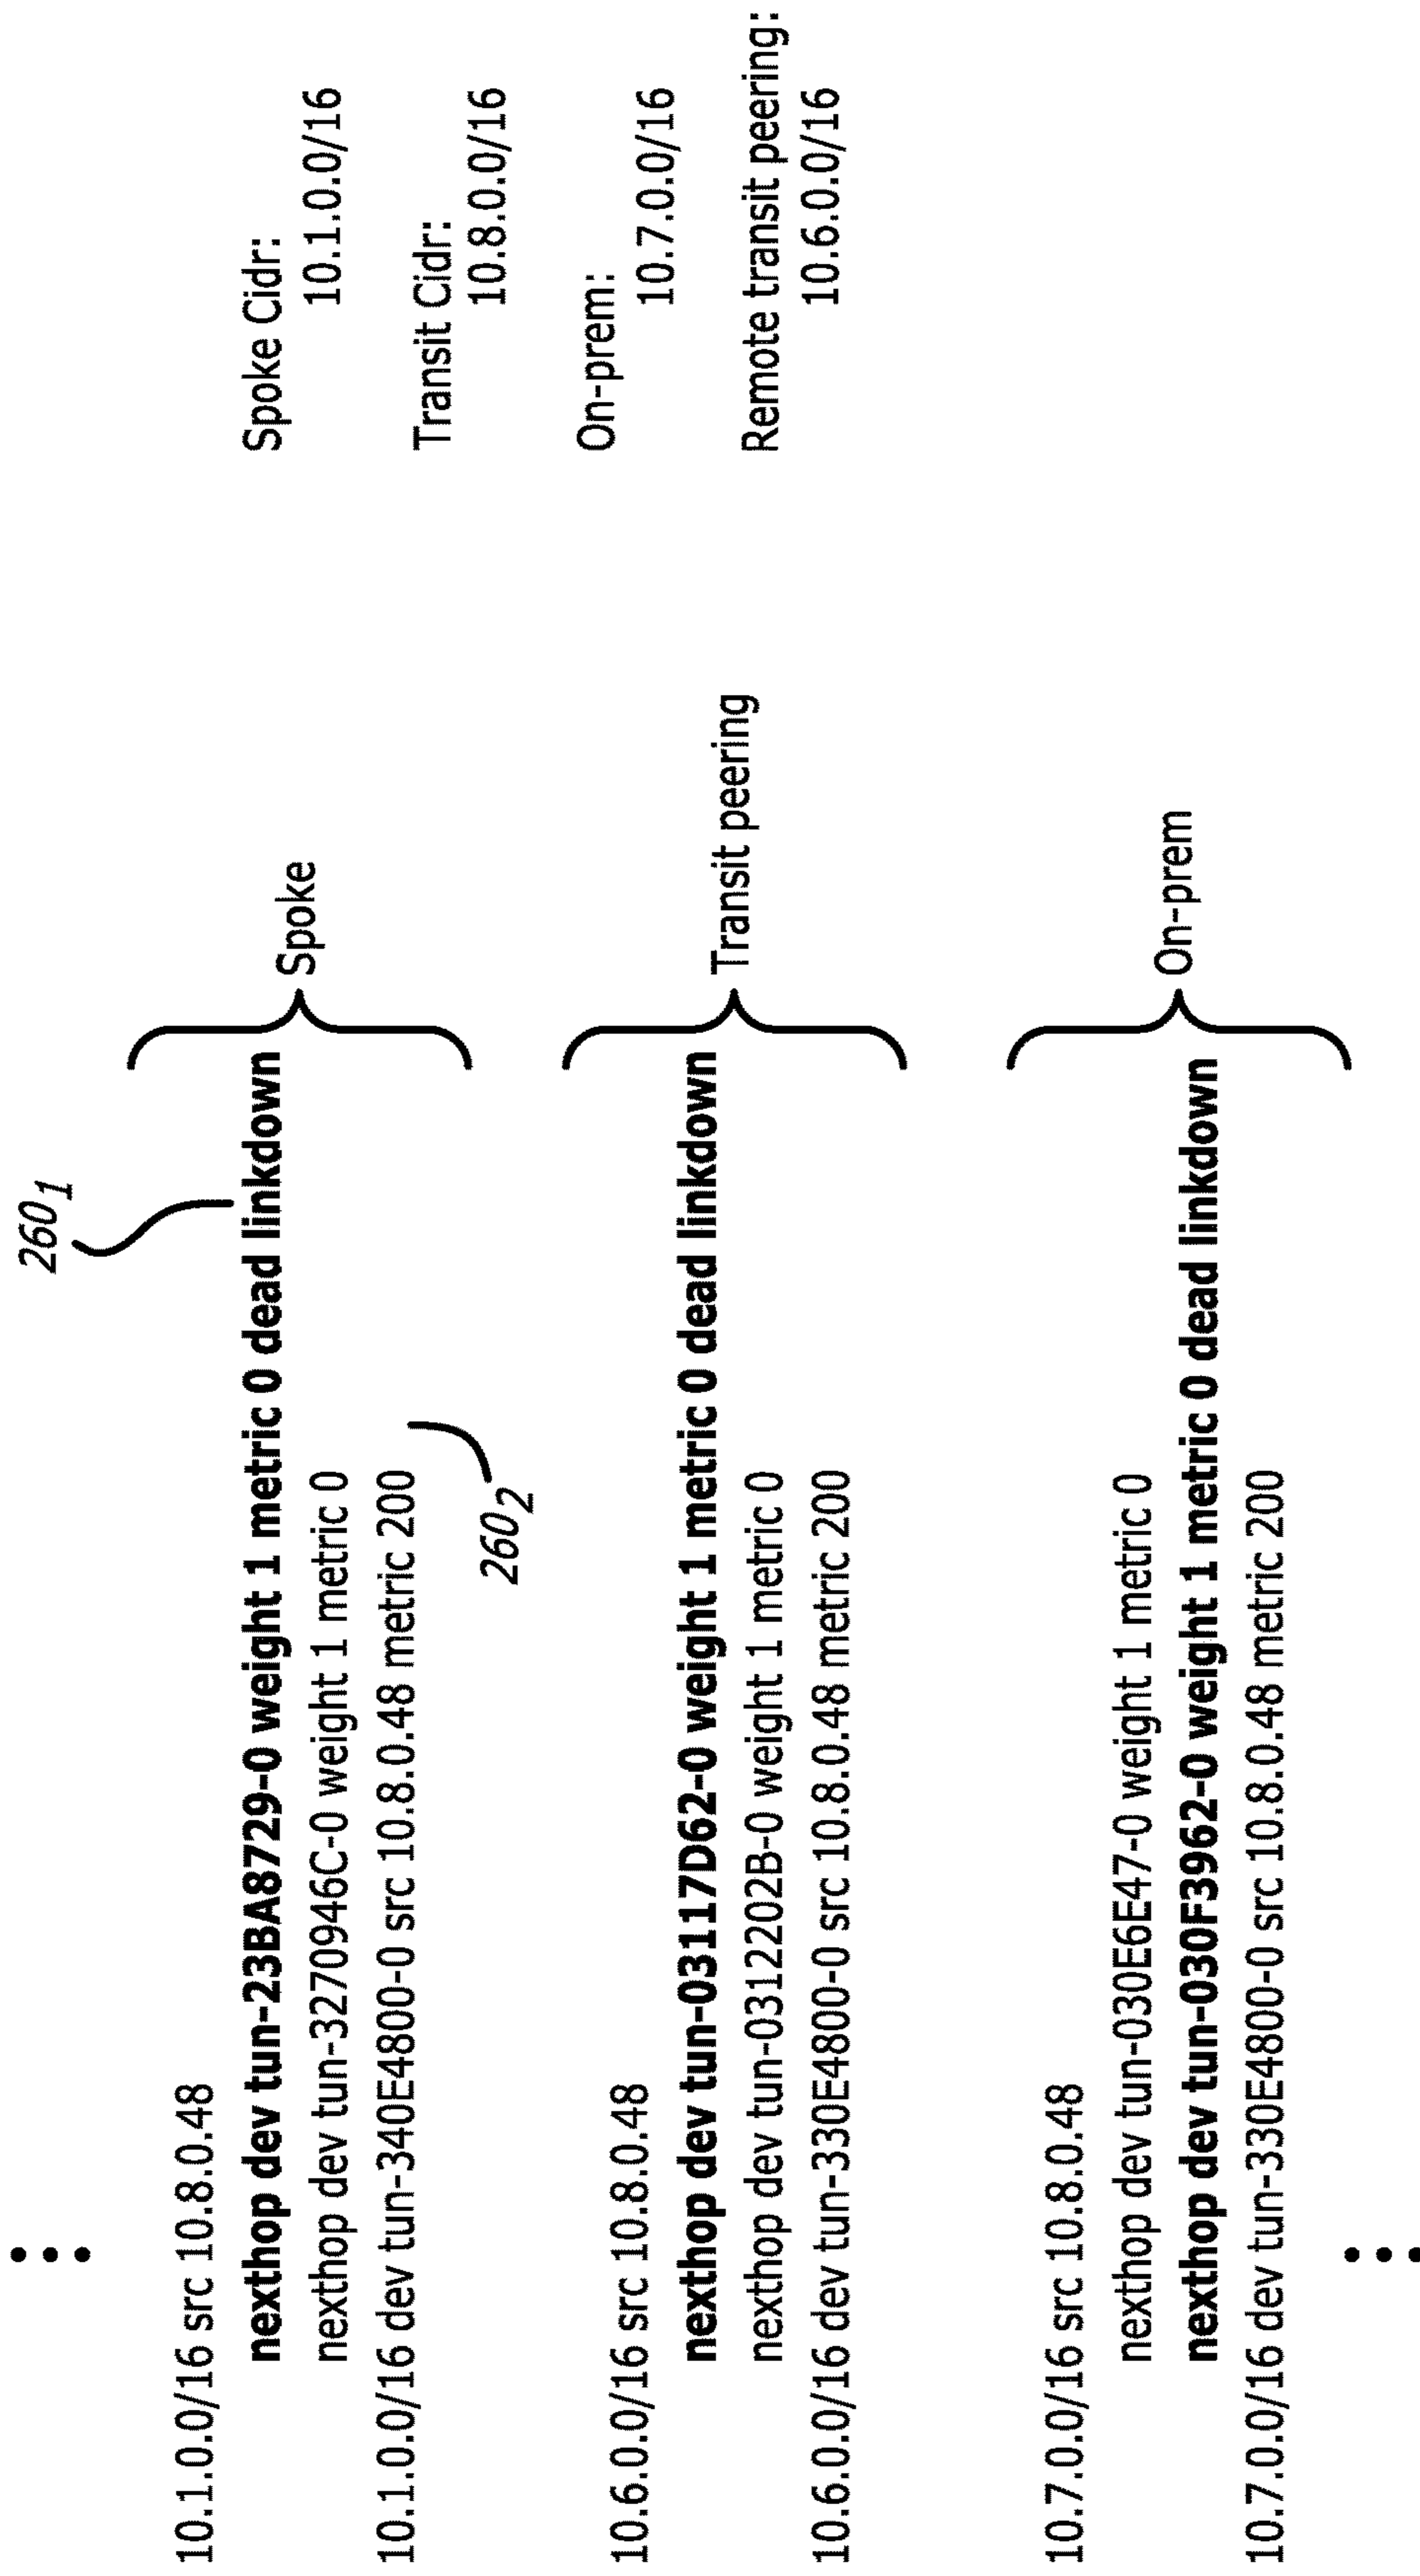 260₁
10.1.0.0/16 src 10.8.0.48
nexthop dev tun-23BA8729-0 weight 1 metric 0 dead linkdown
nexthop dev tun-3270946C-0 weight 1 metric 0
10.1.0.0/16 dev tun-340E4800-0 src 10.8.0.48 metric 200
Spoke
260₂
10.6.0.0/16 src 10.8.0.48
nexthop dev tun-03117D62-0 weight 1 metric 0 dead linkdown
nexthop dev tun-0312202B-0 weight 1 metric 0
10.6.0.0/16 dev tun-330E4800-0 src 10.8.0.48 metric 200
Transit peering
10.7.0.0/16 src 10.8.0.48
nexthop dev tun-030E6E47-0 weight 1 metric 0
nexthop dev tun-030F3962-0 weight 1 metric 0 dead linkdown
10.7.0.0/16 dev tun-330E4800-0 src 10.8.0.48 metric 200
On-prem
Spoke Cidr:
10.1.0.0/16
Transit Cidr:
10.8.0.0/16
On-prem:
10.7.0.0/16
Remote transit peering:
10.6.0.0/16